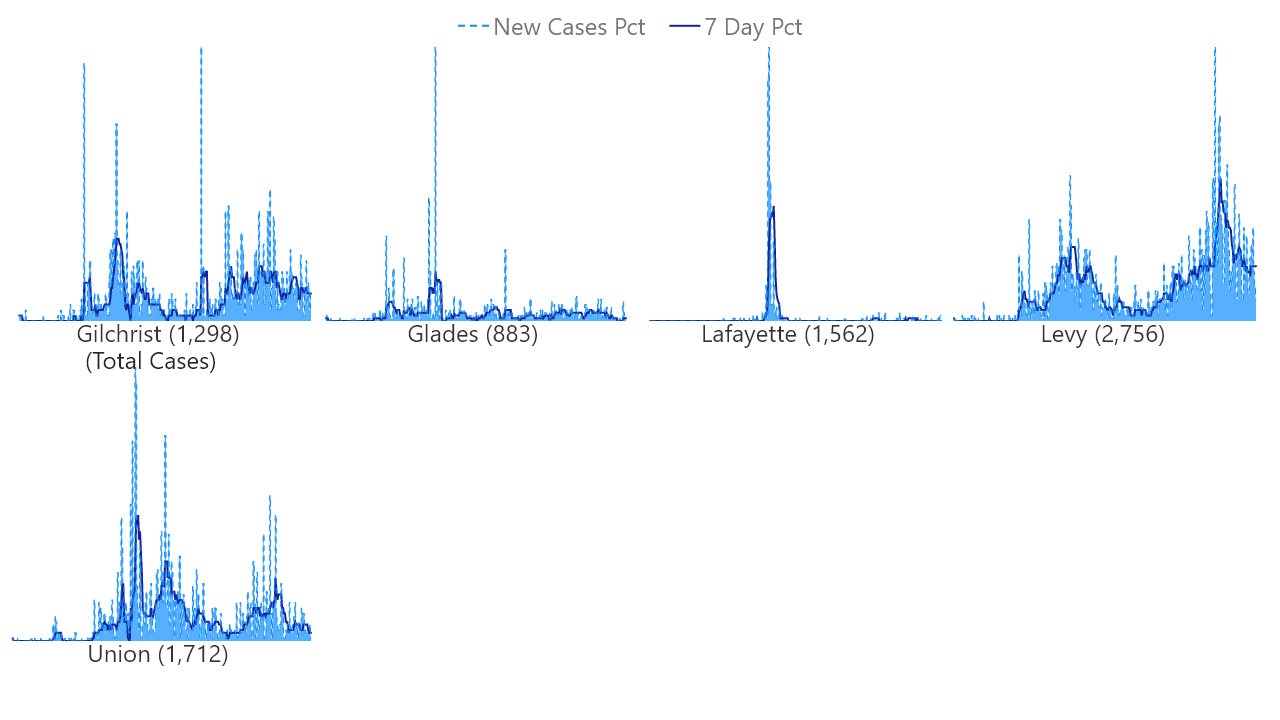 New Cases Pct 7 Day Pct
Gilchrist (1,298) Glades (883) Lafayette (1,562) Levy (2,756)
(Total Cases)
Union (1,712)